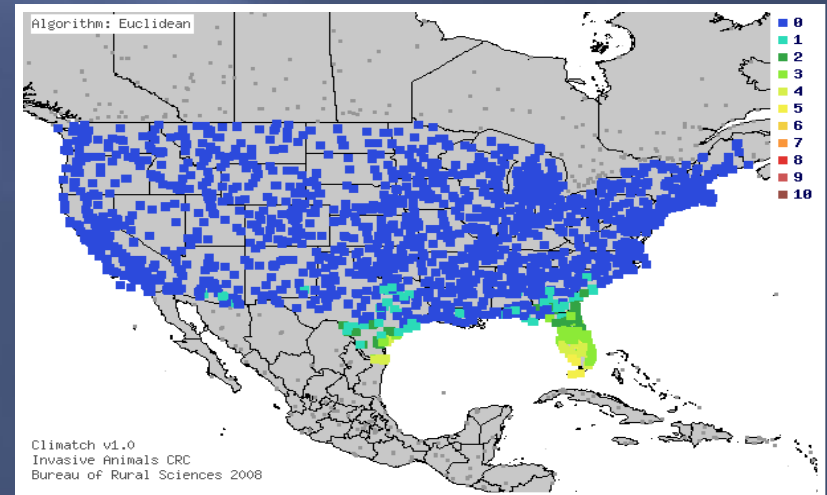 Algorithm: Euclidean
0
1
2
3
4
5
6
7
8
9
10
Climatch v1.0
Invasive Animals CRC
Bureau of Rural Sciences 2008